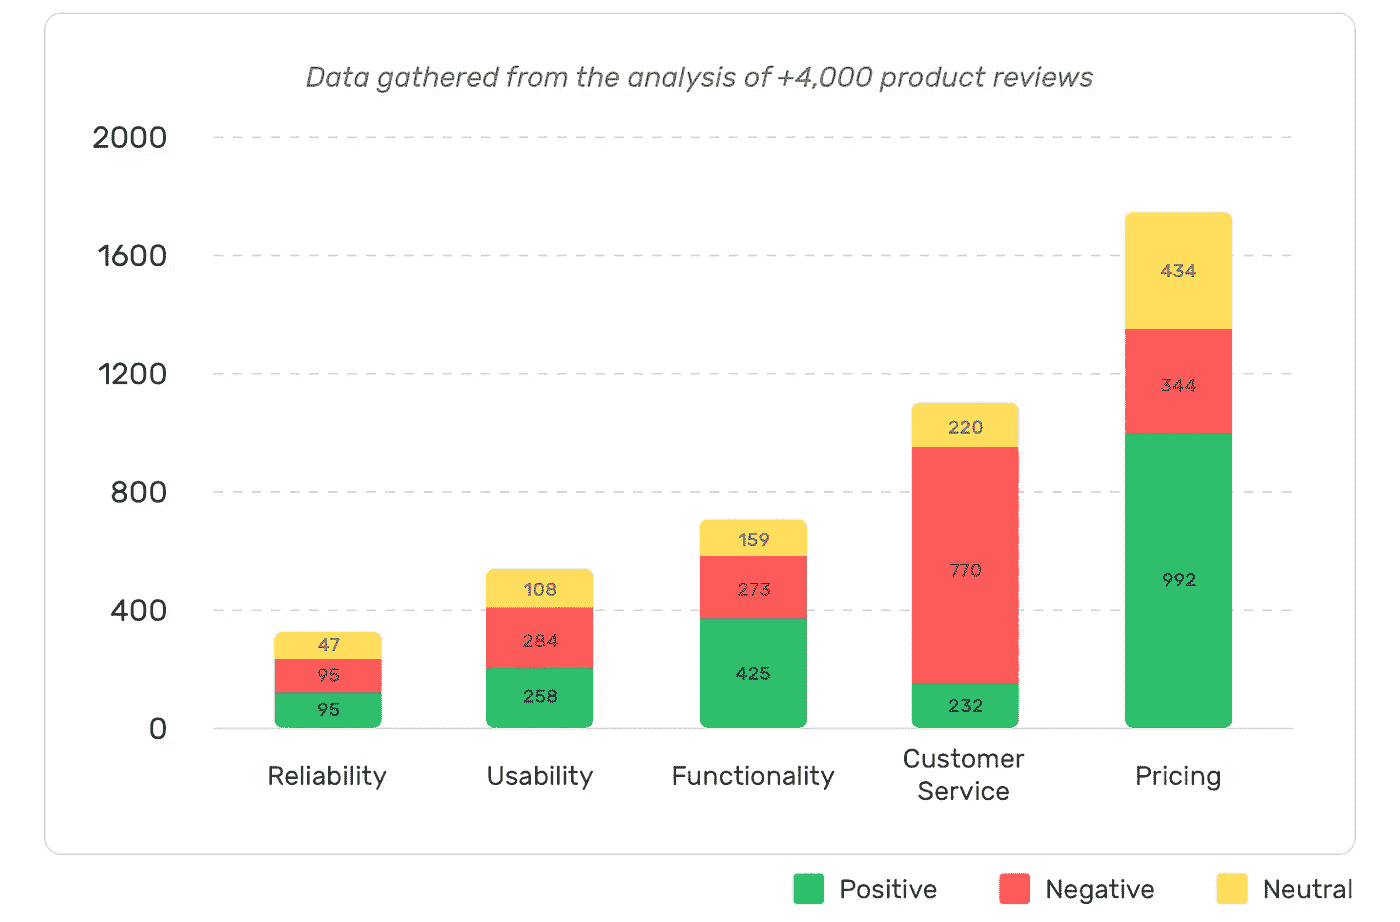 Data gathered from the analysis of +4,000 product reviews
2000
1600
1200
800
400
0
47
95
95
108
284
258
159
273
425
220
770
232
434
344
992
Reliability
Usability
Functionality
Customer
Service
Pricing
Positive
Negative
Neutral